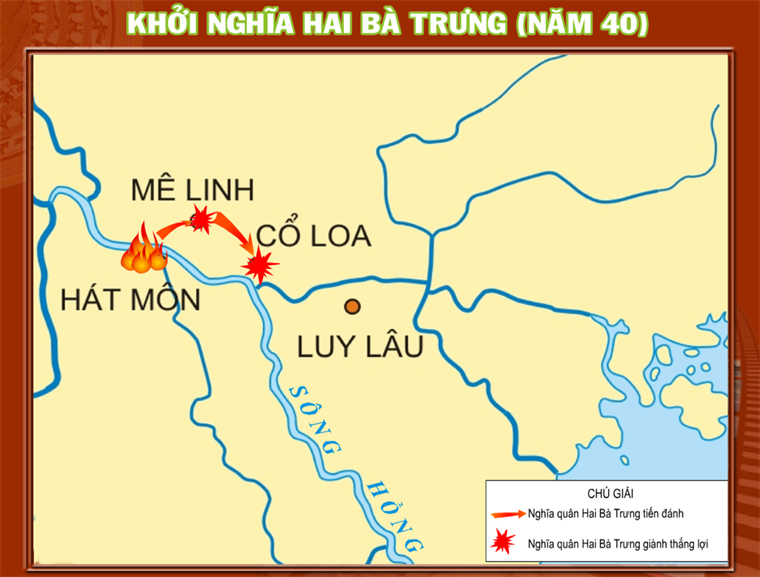 KHỞI NGHĨA HAI BÀ TRƯNG (NĂM 40)
MÊ LINH
CỔ LOA
HÁT MÔN
LUY LÂU
SÔNG HỒNG
CHÚ GIẢI
Nghĩa quân Hai Bà Trưng tiến đánh
Nghĩa quân Hai Bà Trưng giành thắng lợi